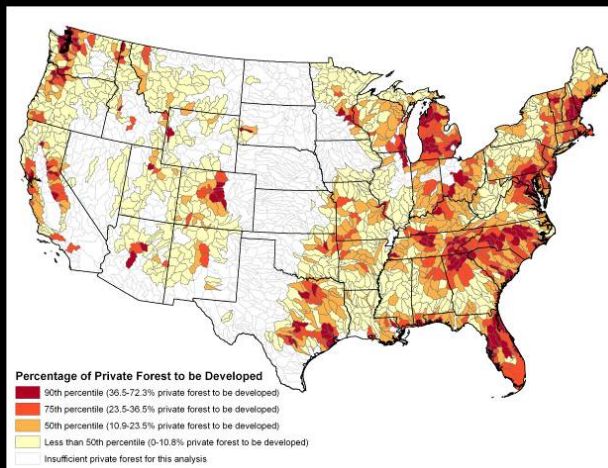 Percentage of Private Forest to be Developed
90th percentile (36.5-72.3% private forest to be developed)
75th percentile (23.5-36.5% private forest to be developed)
50th percentile (10.9-23.5% private forest to be developed)
Less than 50th percentile (0-10.8% private forest to be developed)
Insufficient private forest for this analysis